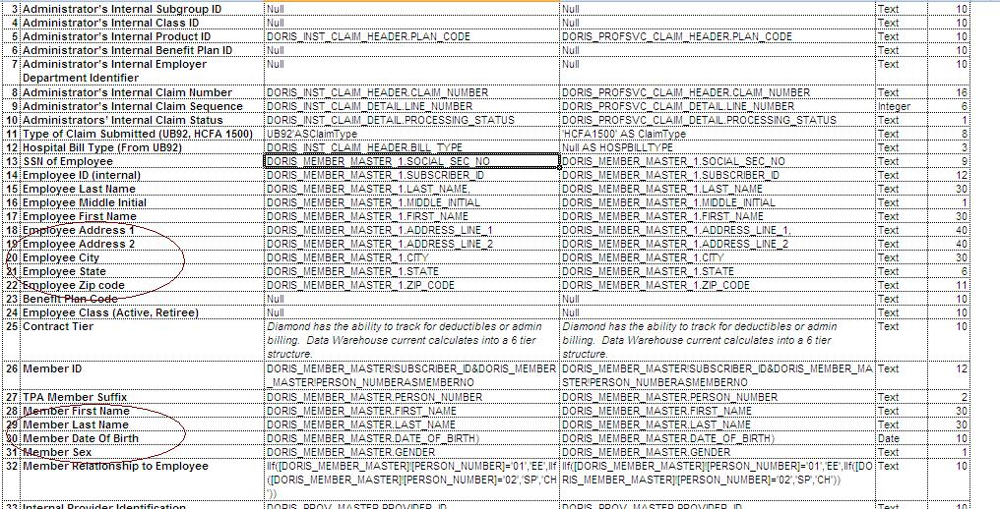 3 Administrator's Internal Subgroup ID Null Null Text 10
4 Administrator's Internal Class ID Null Null Text 10
5 Administrator's Internal Product ID DORIS_INST_CLAIM_HEADER.PLAN_CODE DORIS_PROFSVC_CLAIM_HEADER.PLAN_CODE Text 10
6 Administrator's Internal Benefit Plan ID Null Null Text 10
7 Administrator's Internal Employer Null Null Text 10
Department Identifier
8 Administrator's Internal Claim Number DORIS_INST_CLAIM_HEADER.CLAIM_NUMBER DORIS_PROFSVC_CLAIM_HEADER.CLAIM_NUMBER Text 16
9 Administrator's Internal Claim Sequence DORIS_INST_CLAIM_DETAIL.LINE_NUMBER DORIS_PROFSVC_CLAIM_DETAIL.LINE_NUMBER Integer 6
10 Administrators' Internal Claim Status DORIS_INST_CLAIM_DETAIL.PROCESSING_STATUS DORIS_PROFSVC_CLAIM_DETAIL.PROCESSING_STATUS Text 1
11 Type of Claim Submitted (UB92, HCFA 1500) UB92'ASClaimType 'HCFA1500' AS ClaimType Text 8
12 Hospital Bill Type (From UB92) DORIS_INST_CLAIM_HEADER.BILL_TYPE Null AS HOSPBILLTYPE Text 3
13 SSN of Employee DORIS_MEMBER_MASTER_1.SOCIAL_SEC_NO DORIS_MEMBER_MASTER_1.SOCIAL_SEC_NO Text 9
14 Employee ID (internal) DORIS_MEMBER_MASTER_1.SUBSCRIBER_ID DORIS_MEMBER_MASTER_1.SUBSCRIBER_ID Text 12
15 Employee Last Name DORIS_MEMBER_MASTER_1.LAST_NAME, DORIS_MEMBER_MASTER_1.LAST_NAME Text 30
16 Employee Middle Initial DORIS_MEMBER_MASTER_1.MIDDLE_INITIAL DORIS_MEMBER_MASTER_1.MIDDLE_INITIAL Text 1
17 Employee First Name DORIS_MEMBER_MASTER_1.FIRST_NAME DORIS_MEMBER_MASTER_1.FIRST_NAME Text 30
18 Employee Address 1 DORIS_MEMBER_MASTER_1.ADDRESS_LINE_1 DORIS_MEMBER_MASTER_1.ADDRESS_LINE_1, Text 40
19 Employee Address 2 DORIS_MEMBER_MASTER_1.ADDRESS_LINE_2 DORIS_MEMBER_MASTER_1.ADDRESS_LINE_2 Text 40
20 Employee City DORIS_MEMBER_MASTER_1.CITY DORIS_MEMBER_MASTER_1.CITY Text 30
21 Employee State DORIS_MEMBER_MASTER_1.STATE DORIS_MEMBER_MASTER_1.STATE Text 6
22 Employee Zip code DORIS_MEMBER_MASTER_1.ZIP_CODE DORIS_MEMBER_MASTER_1.ZIP_CODE Text 11
23 Benefit Plan Code Null Null Text 10
24 Employee Class (Active, Retiree) Null Null Text 10
25 Contract Tier Diamond has the ability to track for deductibles or admin Diamond has the ability to track for deductibles or admin Text 10
billing. Data Warehouse current calculates into a 6 tier billing. Data Warehouse current calculates into a 6 tier
structure. structure.
26 Member ID DORIS_MEMBER_MASTER!SUBSCRIBER_ID&DORIS_MEMBER DORIS_MEMBER_MASTER!SUBSCRIBER_ID&DORIS_MEMBER_MA Text 12
_MASTER!PERSON_NUMBERASMEMBERNO STER!PERSON_NUMBERASMEMBERNO
27 TPA Member Suffix DORIS_MEMBER_MASTER.PERSON_NUMBER DORIS_MEMBER_MASTER.PERSON_NUMBER Text 2
28 Member First Name DORIS_MEMBER_MASTER.FIRST_NAME DORIS_MEMBER_MASTER.FIRST_NAME Text 30
29 Member Last Name DORIS_MEMBER_MASTER.LAST_NAME DORIS_MEMBER_MASTER.LAST_NAME Text 30
30 Member Date Of Birth DORIS_MEMBER_MASTER.DATE_OF_BIRTH) DORIS_MEMBER_MASTER.DATE_OF_BIRTH) Date 10
Member Sex DORIS_MEMBER_MASTER.GENDER DORIS_MEMBER_MASTER.GENDER Text 1
32 Member Relationship to Employee IIf([DORIS_MEMBER_MASTER]![PERSON_NUMBER]='01','EE',IIf IIf([DORIS_MEMBER_MASTER]![PERSON_NUMBER]='01','EE',IIf([DO Text 10
([DORIS_MEMBER_MASTER]![PERSON_NUMBER]='02','SP','CH RIS_MEMBER_MASTER]![PERSON_NUMBER]='02','SP','CH'))
'))
33 Internal Provider Identification DORIS_PROV_MASTER.PROVIDER_ID DORIS_PROV_MASTER.PROVIDER_ID Text 10